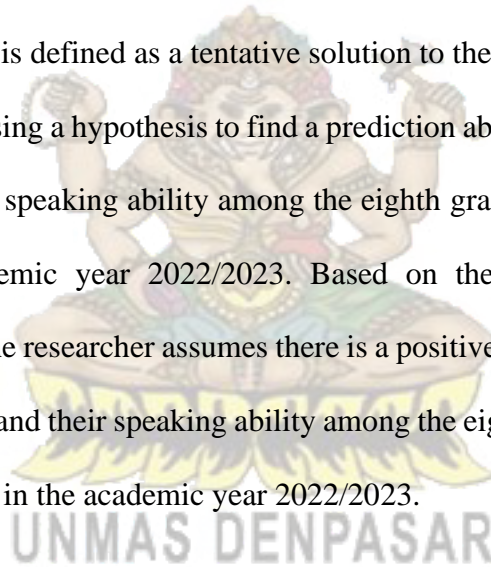 is defined as a tentative solution to the
sing a hypothesis to find a prediction ab
speaking ability among the eighth gra
emic year 2022/2023. Based on the
e researcher assumes there is a positive
and their speaking ability among the eig
in the academic year 2022/2023.
UNMAS DENPASAR